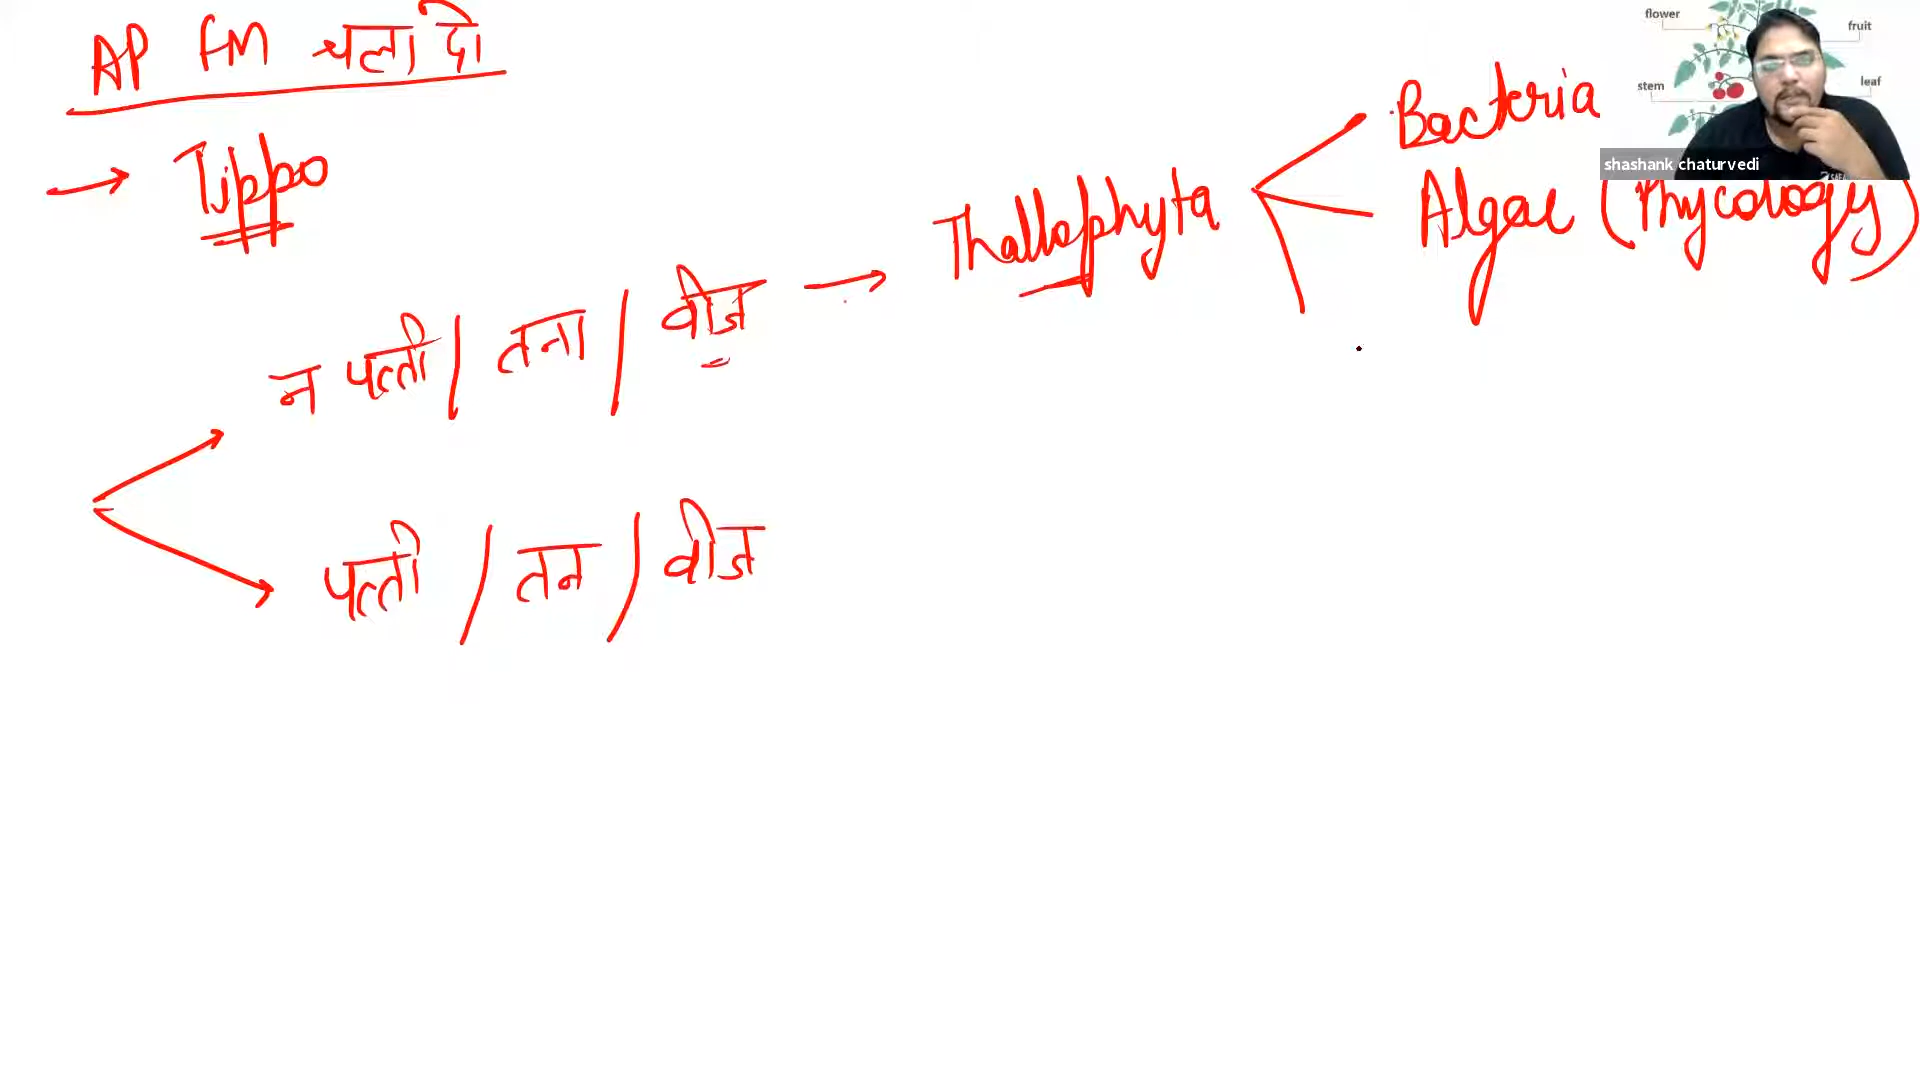 AP FM चला दो
→ Tippo
न पत्ती / तना / बीज → Thallophyta
Bacteria
Algae (Phycology)
पत्ती / तन / बीज
flower
fruit
stem
leaf
shashank chaturvedi